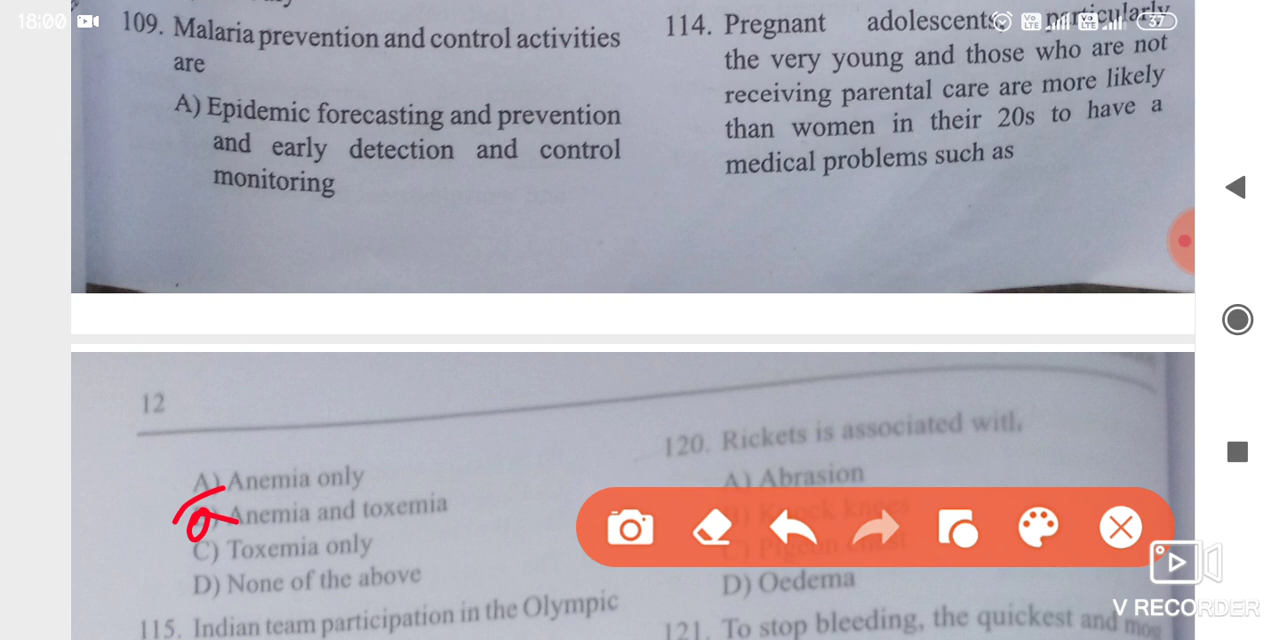 18:00
37
109. Malaria prevention and control activities
are
A) Epidemic forecasting and prevention
and early detection and control
monitoring
114. Pregnant adolescents, particularly
the very young and those who are not
receiving parental care are more likely
than women in their 20s to have a
medical problems such as
12
A) Anemia only
Anemia and toxemia
C) Toxemia only
D) None of the above
115. Indian team participation in the Olympic
120. Rickets is associated with
A) Abrasion
D) Oedema
121. To stop bleeding, the quickest and
V RECORDER